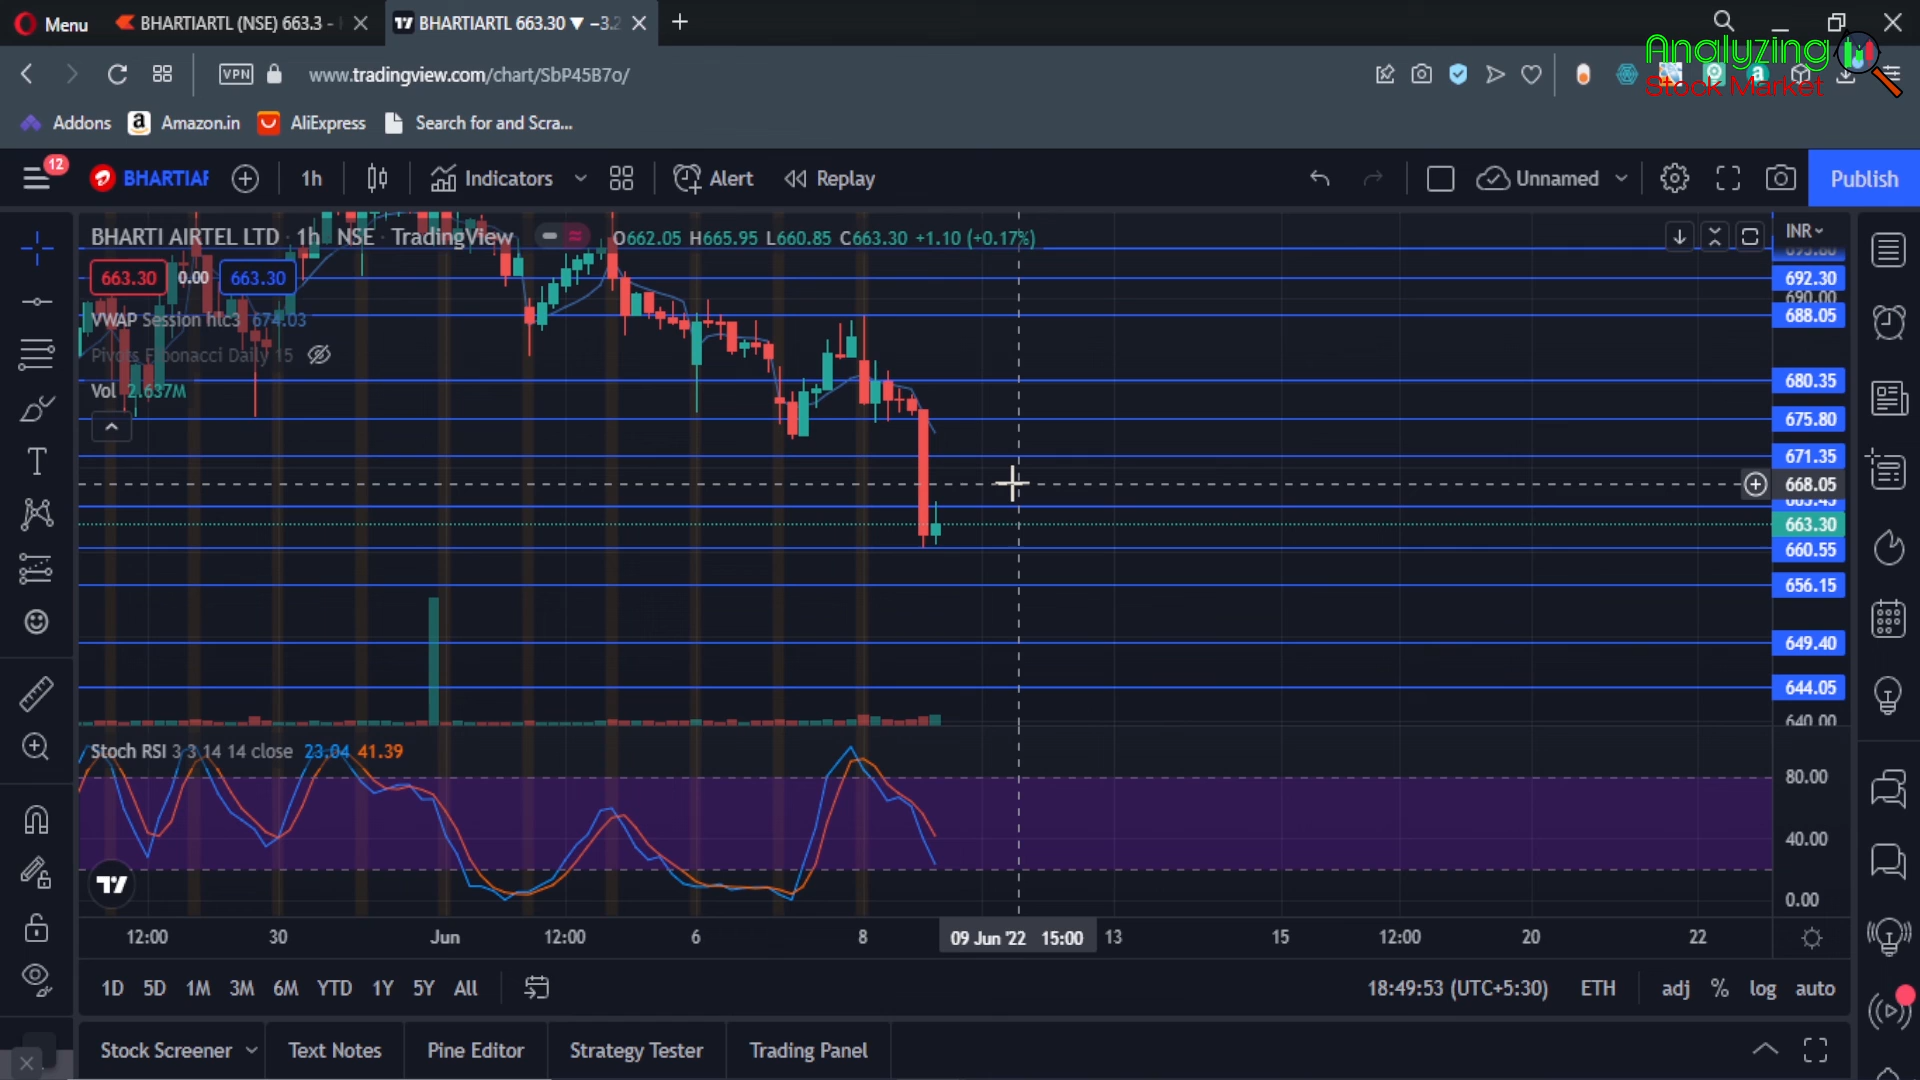 Menu
BHARTIARTL (NSE) 663.3 -
BHARTIARTL 663.30 ▼ −3.2
Analyzing
Stock Market
VPN
www.tradingview.com/chart/SbP45B7o/
Addons
Amazon.in
AliExpress
Search for and Scra...
12
BHARTIAR
1h
Indicators
Alert
Replay
Unnamed
Publish
BHARTI AIRTEL LTD · 1h · NSE · TradingView
O662.05 H665.95 L660.85 C663.30 +1.10 (+0.17%)
INR
663.30 0.00 663.30
VWAP Session hlc3 674.03
Pivots Fibonacci Daily 15
Vol 2.637M
692.30
690.00
688.05
680.35
675.80
671.35
668.05
663.30
660.55
656.15
649.40
644.05
640.00
Stoch RSI 3 3 14 14 close 23.04 41.39
80.00
40.00
0.00
12:00 30 Jun 12:00 6 8 09 Jun '22 15:00 13 15 12:00 20 22
1D 5D 1M 3M 6M YTD 1Y 5Y All
18:49:53 (UTC+5:30) ETH adj % log auto
Stock Screener Text Notes Pine Editor Strategy Tester Trading Panel